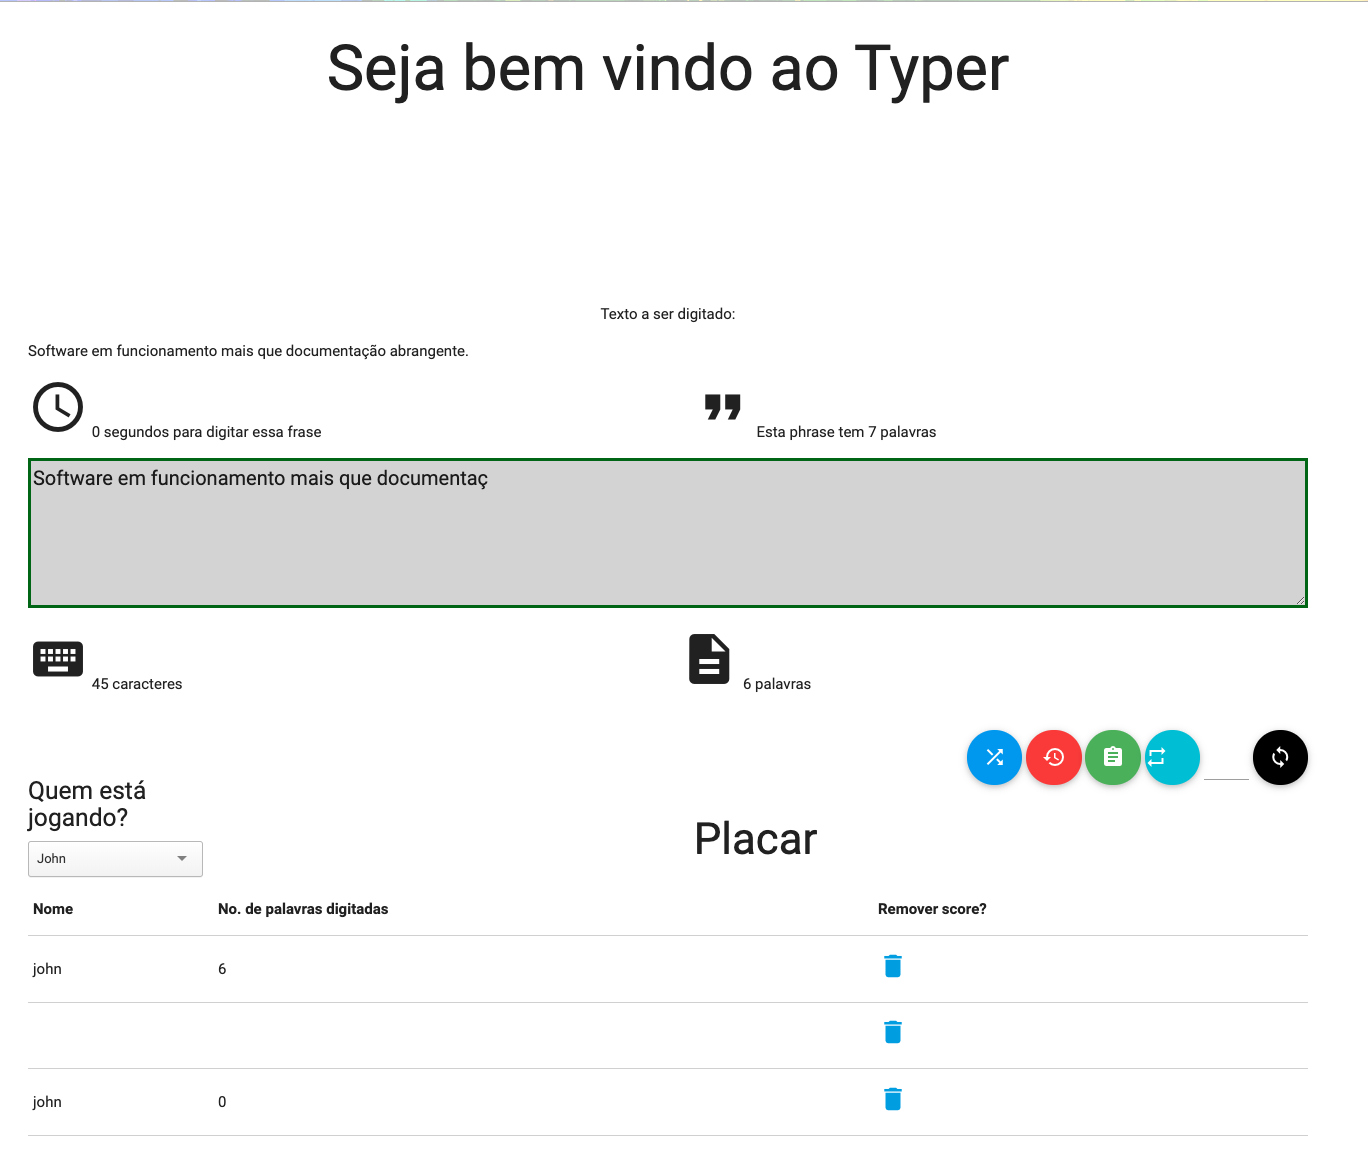 Seja bem vindo ao Typer
Texto a ser digitado:
Software em funcionamento mais que documentação abrangente.
0 segundos para digitar essa frase
Esta phrase tem 7 palavras
Software em funcionamento mais que documentaç
45 caracteres
6 palavras
Quem está
jogando?
John
Placar
Nome No. de palavras digitadas Remover score?
john 6
john 0